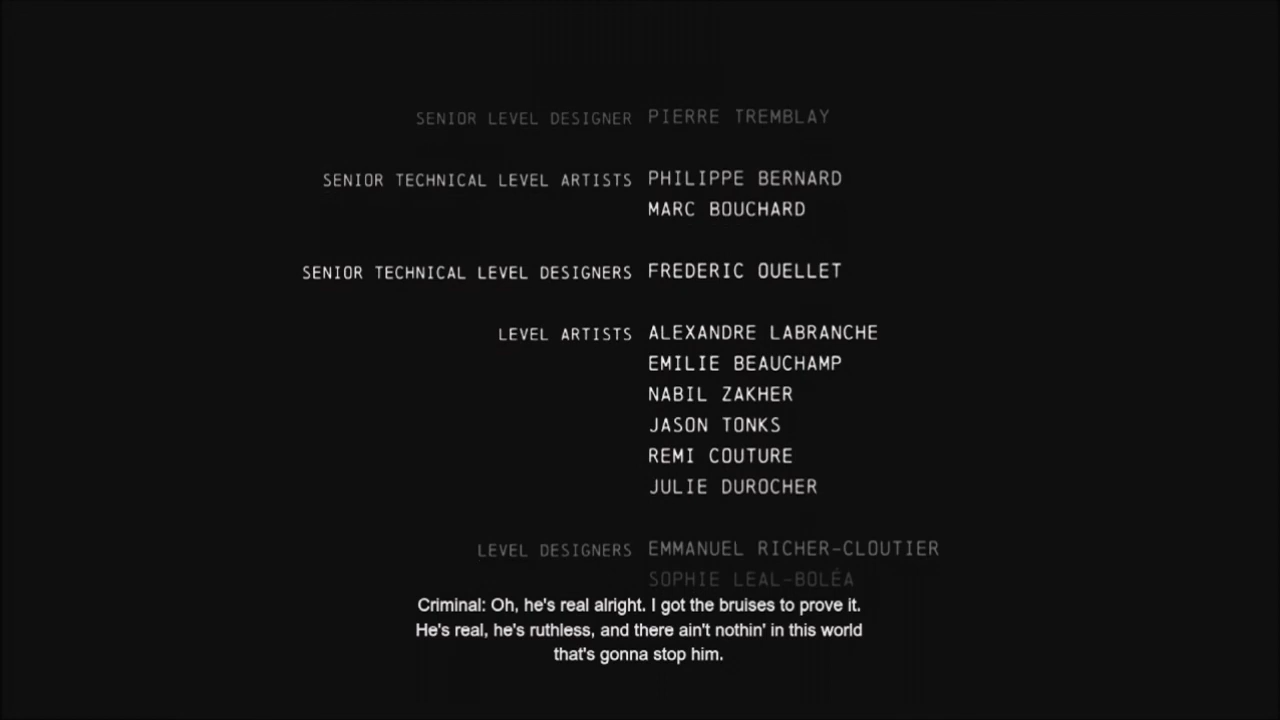 SENIOR LEVEL DESIGNER PIERRE TREMBLAY
SENIOR TECHNICAL LEVEL ARTISTS PHILIPPE BERNARD
MARC BOUCHARD
SENIOR TECHNICAL LEVEL DESIGNERS FREDERIC OUELLET
LEVEL ARTISTS ALEXANDRE LABRANCHE
EMILIE BEAUCHAMP
NABIL ZAKHER
JASON TONKS
REMI COUTURE
JULIE DUROCHER
LEVEL DESIGNERS EMMANUEL RICHER-CLOUTIER
SOPHIE LEAL-BOLÉA
Criminal: Oh, he's real alright. I got the bruises to prove it.
He's real, he's ruthless, and there ain't nothin' in this world
that's gonna stop him.